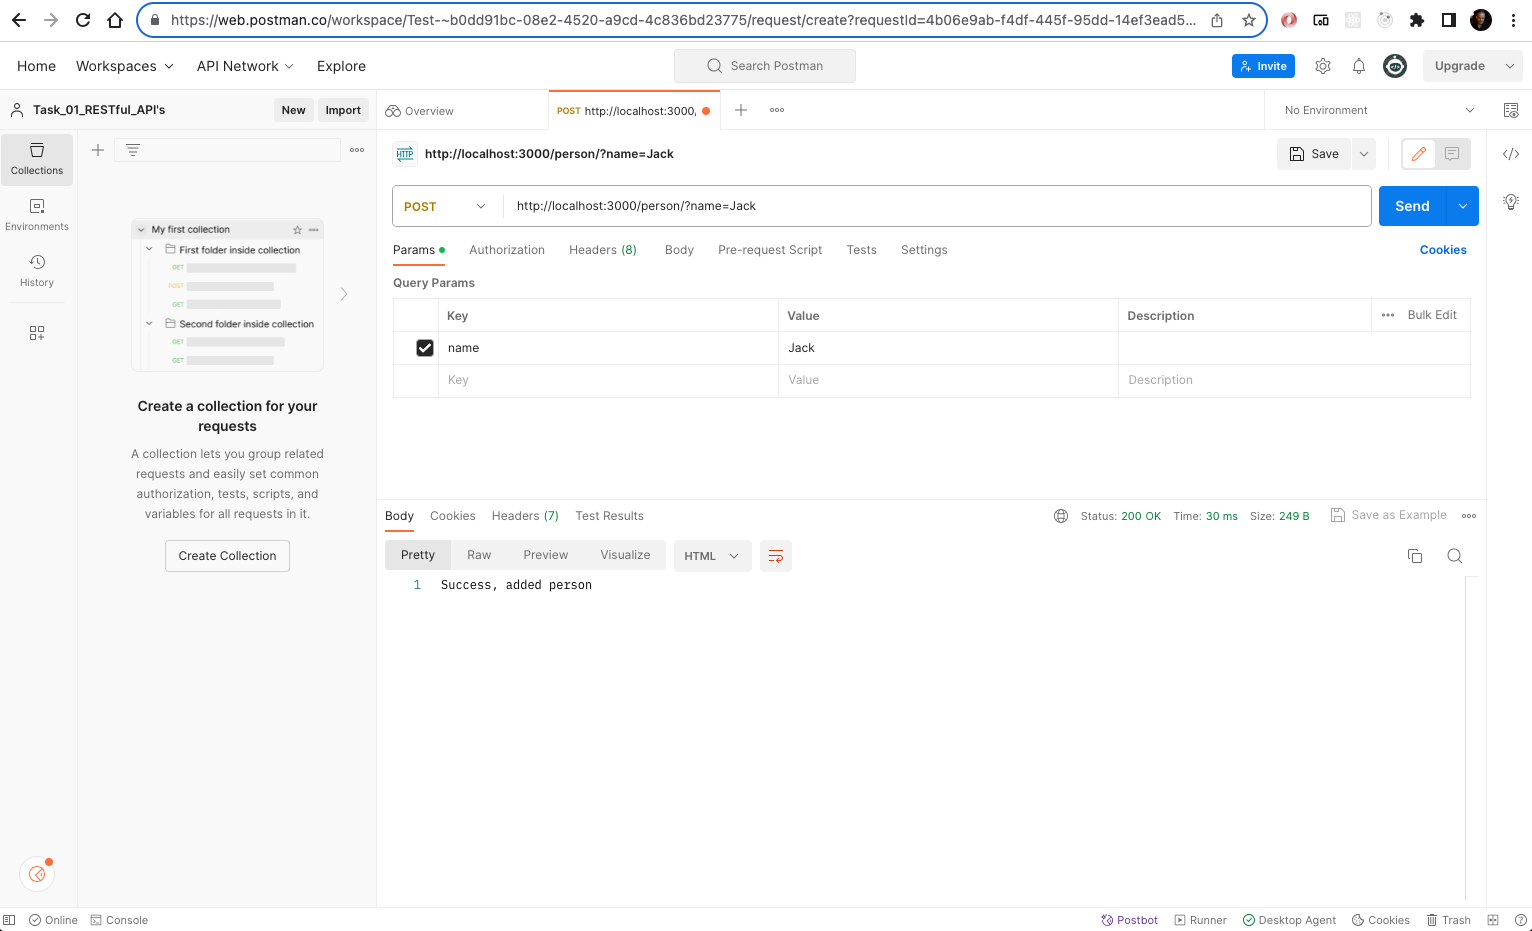 https://web.postman.co/workspace/Test-~b0dd91bc-08e2-4520-a9cd-4c836bd23775/request/create?requestId=4b06e9ab-f4df-445f-95dd-14ef3ead5...
Home Workspaces API Network Explore Search Postman Invite Upgrade
Task_01_RESTful_API's New Import Overview POST http://localhost:3000, No Environment
Collections
Environments
History
My first collection
First folder inside collection
GET
POST
GET
Second folder inside collection
GET
GET
Create a collection for your
requests
A collection lets you group related
requests and easily set common
authorization, tests, scripts, and
variables for all requests in it.
Create Collection
HTTP http://localhost:3000/person/?name=Jack Save
POST http://localhost:3000/person/?name=Jack Send
Params Authorization Headers (8) Body Pre-request Script Tests Settings Cookies
Query Params
Key Value Description Bulk Edit
name Jack
Key Value Description
Body Cookies Headers (7) Test Results Status: 200 OK Time: 30 ms Size: 249 B Save as Example
Pretty Raw Preview Visualize HTML
1 Success, added person
Online Console Postbot Runner Desktop Agent Cookies Trash